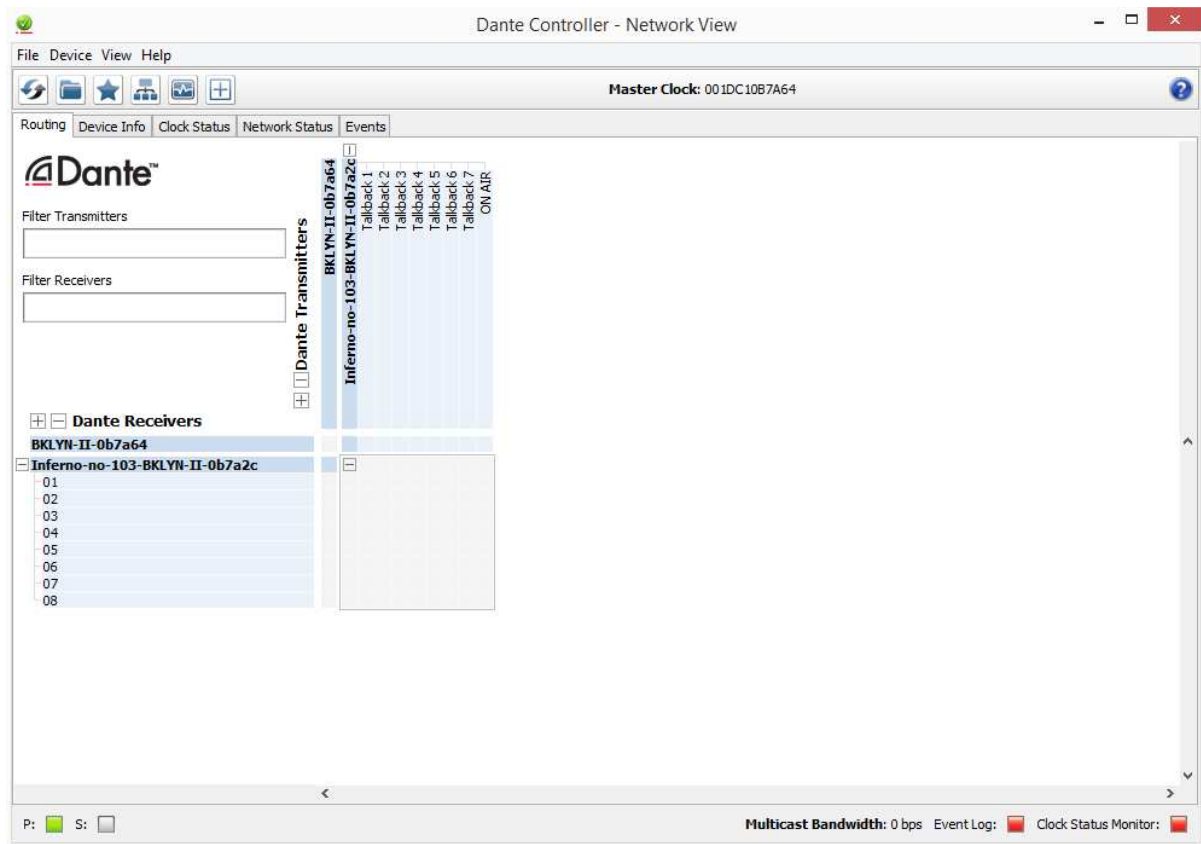 Dante Controller - Network View
File Device View Help
Master Clock: 001DC10B7A64
Routing Device Info Clock Status Network Status Events
Dante™
Filter Transmitters
Filter Receivers
Dante Transmitters
BKLYN-II-0b7a64
Inferno-no-103-BKLYN-II-0b7a2c
Talkback 1
Talkback 2
Talkback 3
Talkback 4
Talkback 5
Talkback 6
Talkback 7
ON AIR
Dante Receivers
BKLYN-II-0b7a64
Inferno-no-103-BKLYN-II-0b7a2c
01
02
03
04
05
06
07
08
P: S: Multicast Bandwidth: 0 bps Event Log: Clock Status Monitor: